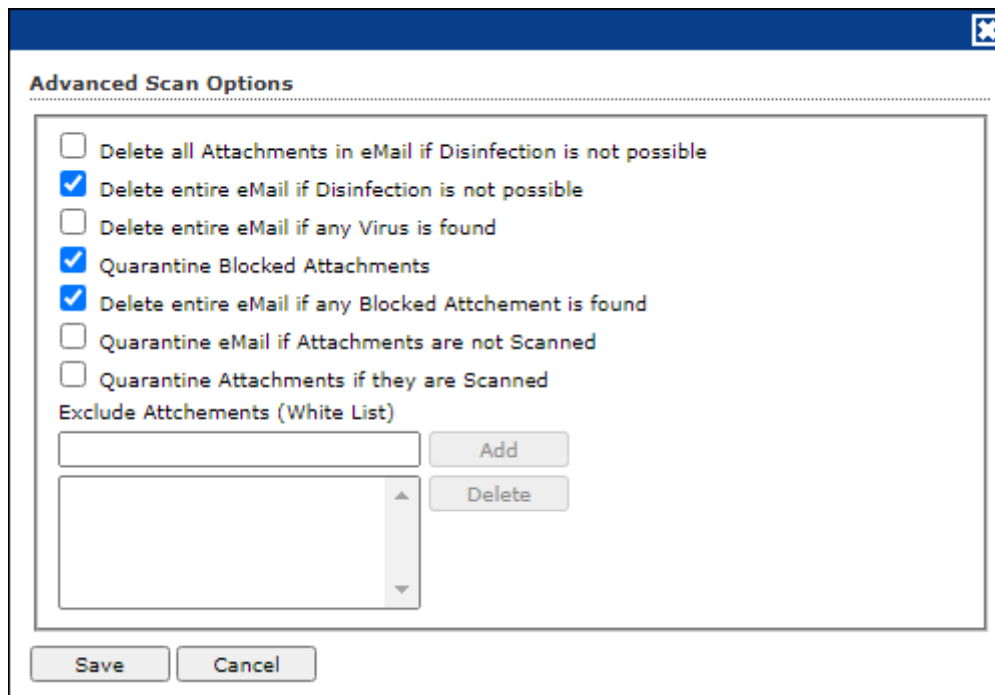 Advanced Scan Options
Delete all Attachments in eMail if Disinfection is not possible
Delete entire eMail if Disinfection is not possible
Delete entire eMail if any Virus is found
Quarantine Blocked Attachments
Delete entire eMail if any Blocked Attchement is found
Quarantine eMail if Attachments are not Scanned
Quarantine Attachments if they are Scanned
Exclude Attchements (White List)
Add
Delete
Save Cancel